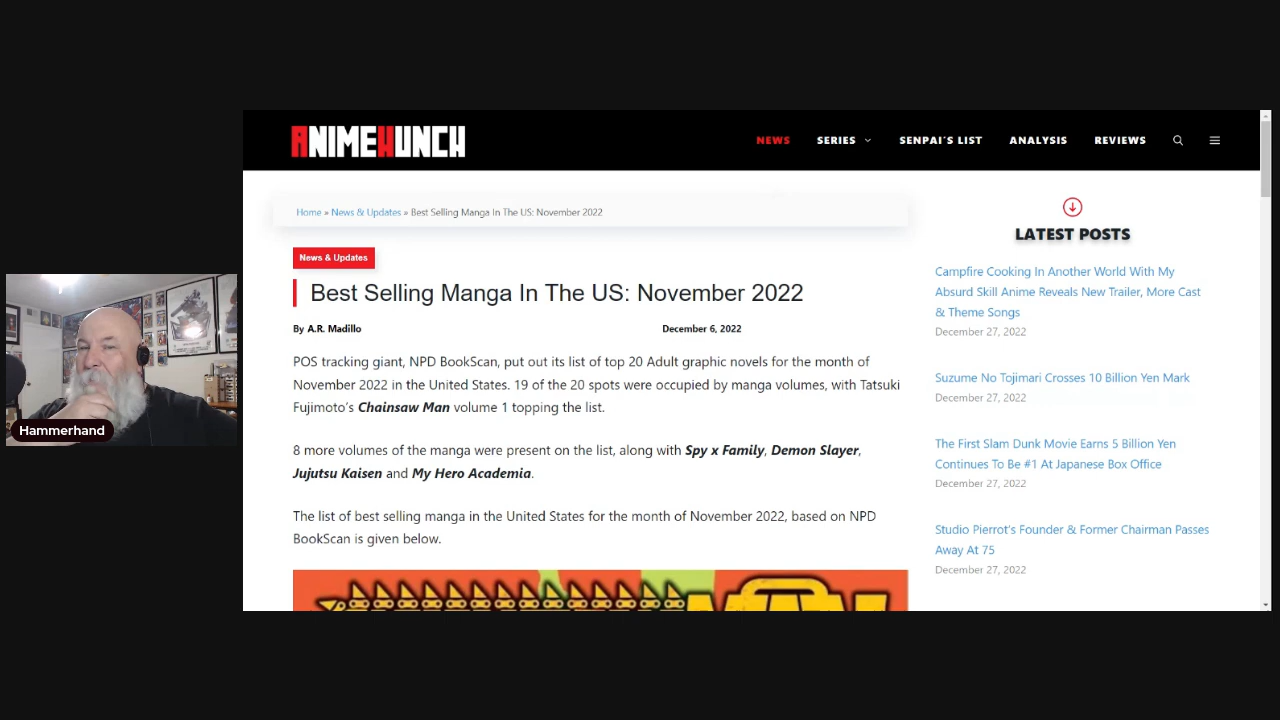 ANIMEHUNCH
NEWS SERIES SENPAI'S LIST ANALYSIS REVIEWS
Home » News & Updates » Best Selling Manga In The US: November 2022
News & Updates
Best Selling Manga In The US: November 2022
By A.R. Madillo December 6, 2022
POS tracking giant, NPD BookScan, put out its list of top 20 Adult graphic novels for the month of
November 2022 in the United States. 19 of the 20 spots were occupied by manga volumes, with Tatsuki
Fujimoto's Chainsaw Man volume 1 topping the list.
8 more volumes of the manga were present on the list, along with Spy x Family, Demon Slayer,
Jujutsu Kaisen and My Hero Academia.
The list of best selling manga in the United States for the month of November 2022, based on NPD
BookScan is given below.
LATEST POSTS
Campfire Cooking In Another World With My
Absurd Skill Anime Reveals New Trailer, More Cast
& Theme Songs
December 27, 2022
Suzume No Tojimari Crosses 10 Billion Yen Mark
December 27, 2022
The First Slam Dunk Movie Earns 5 Billion Yen
Continues To Be #1 At Japanese Box Office
December 27, 2022
Studio Pierrot's Founder & Former Chairman Passes
Away At 75
December 27, 2022
Hammerhand